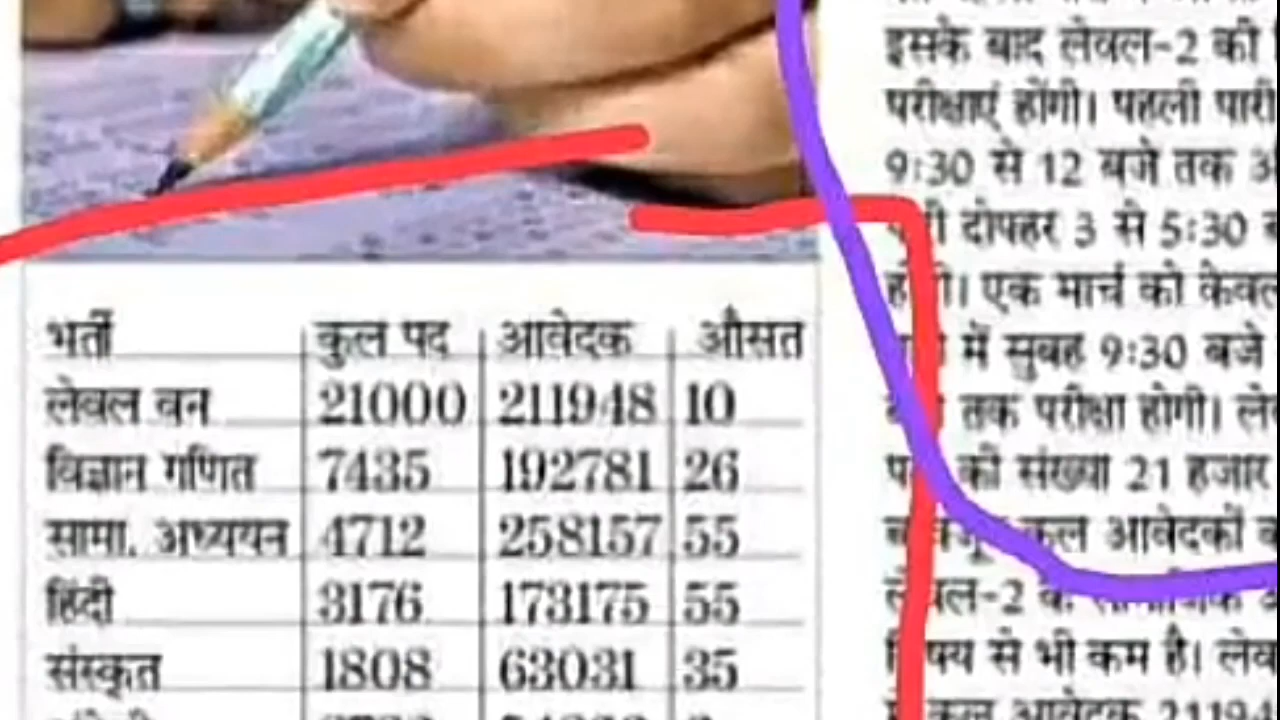 भर्ती कुल पद आवेदक औसत
लेवल वन 21000 211948 10
विज्ञान गणित 7435 192781 26
सामा. अध्ययन 4712 258157 55
हिंदी 3176 173175 55
संस्कृत 1808 63031 35
इसके बाद लेवल-2 की
परीक्षाएं होंगी। पहली पारी
9:30 से 12 बजे तक
दोपहर 3 से 5:30
एक मार्च को केवल
में सुबह 9:30 बजे
तक परीक्षा होगी।
की संख्या 21 हजार
कुल आवेदकों
से भी कम है।
कुल आवेदक